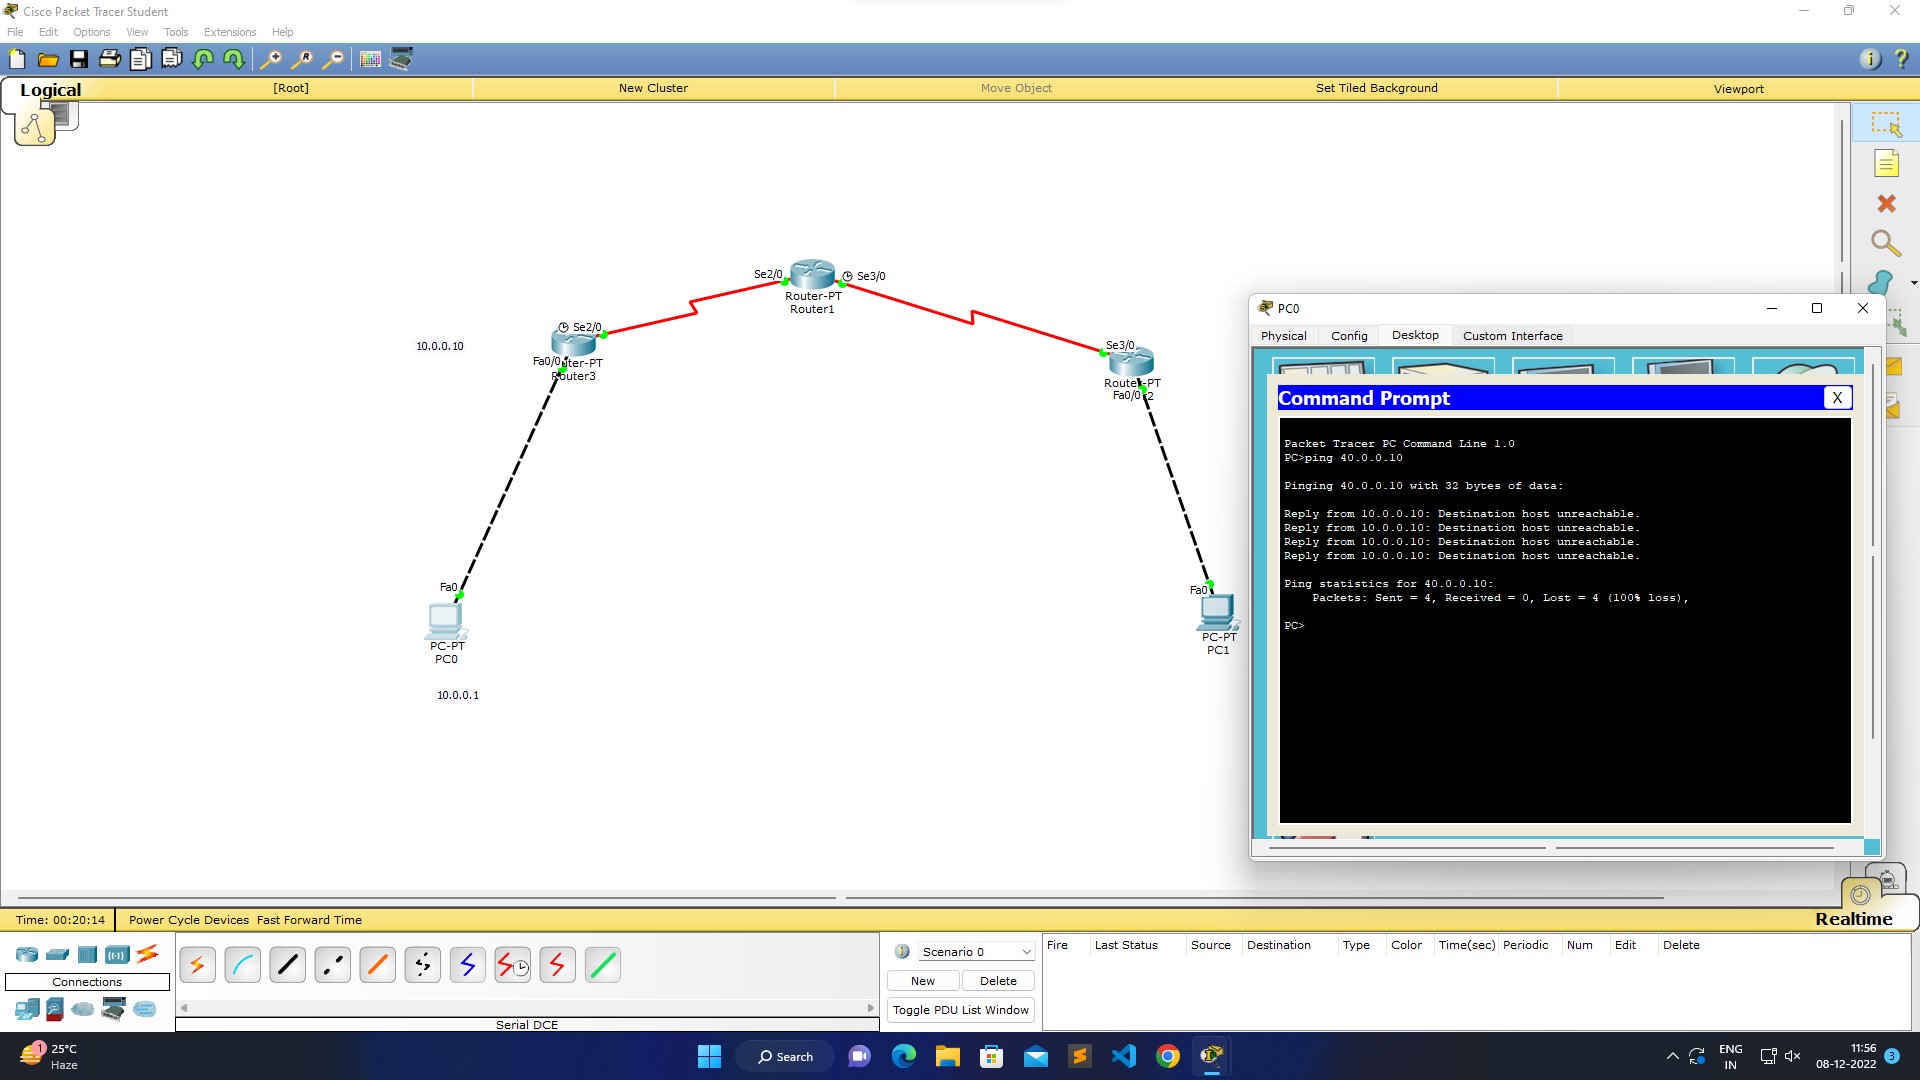 Cisco Packet Tracer Student
File Edit Options View Tools Extensions Help
Logical [Root] New Cluster Move Object Set Tiled Background Viewport
Se2/0 Se3/0
Router-PT
Router1
10.0.0.10
Se2/0
Fa0/0 uter-PT
Router3
Se3/0
Router-PT
Fa0/0 2
Fa0
PC-PT
PC0
10.0.0.1
Fa0
PC-PT
PC1
PC0
Physical Config Desktop Custom Interface
Command Prompt X
Packet Tracer PC Command Line 1.0
PC>ping 40.0.0.10
Pinging 40.0.0.10 with 32 bytes of data:
Reply from 10.0.0.10: Destination host unreachable.
Reply from 10.0.0.10: Destination host unreachable.
Reply from 10.0.0.10: Destination host unreachable.
Reply from 10.0.0.10: Destination host unreachable.
Ping statistics for 40.0.0.10:
Packets: Sent = 4, Received = 0, Lost = 4 (100% loss),
PC>
Time: 00:20:14 Power Cycle Devices Fast Forward Time Realtime
Connections
Serial DCE
Scenario 0
New Delete
Toggle PDU List Window
Fire Last Status Source Destination Type Color Time(sec) Periodic Num Edit Delete
1
25°C
Haze
Search
ENG
IN
11:56
08-12-2022
3